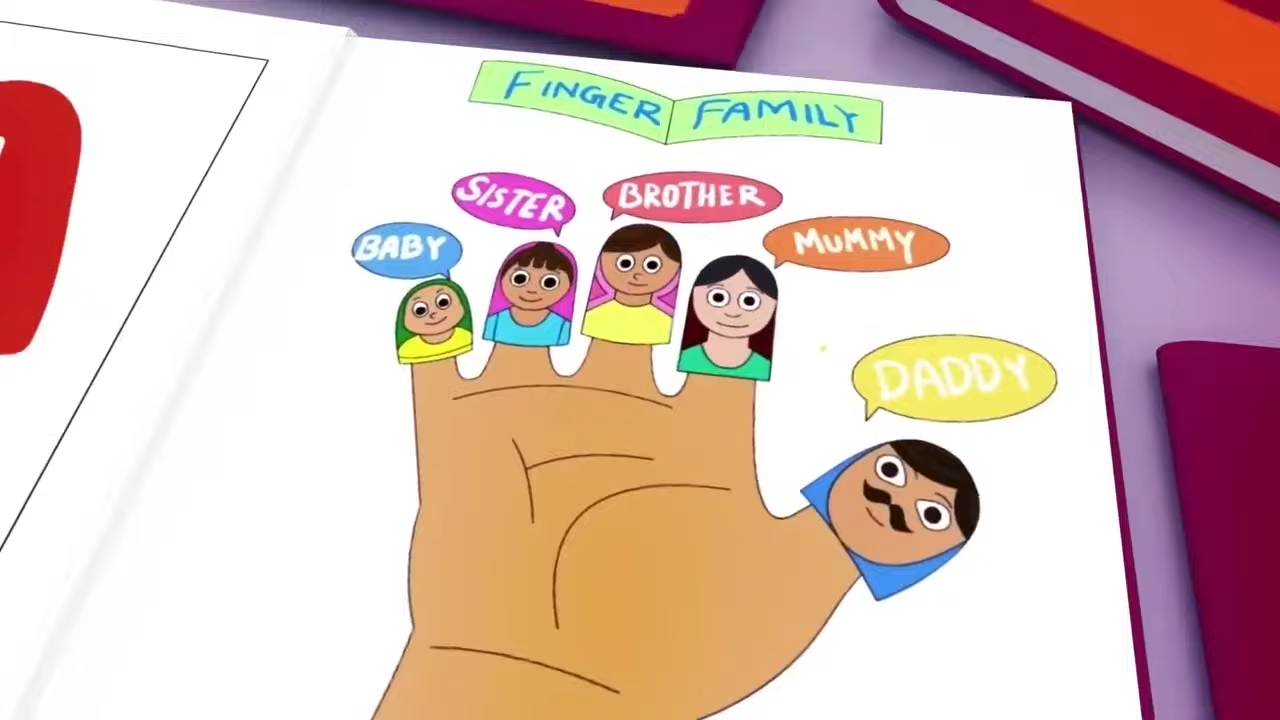 FINGER FAMILY
SISTER
BROTHER
BABY
MUMMY
DADDY